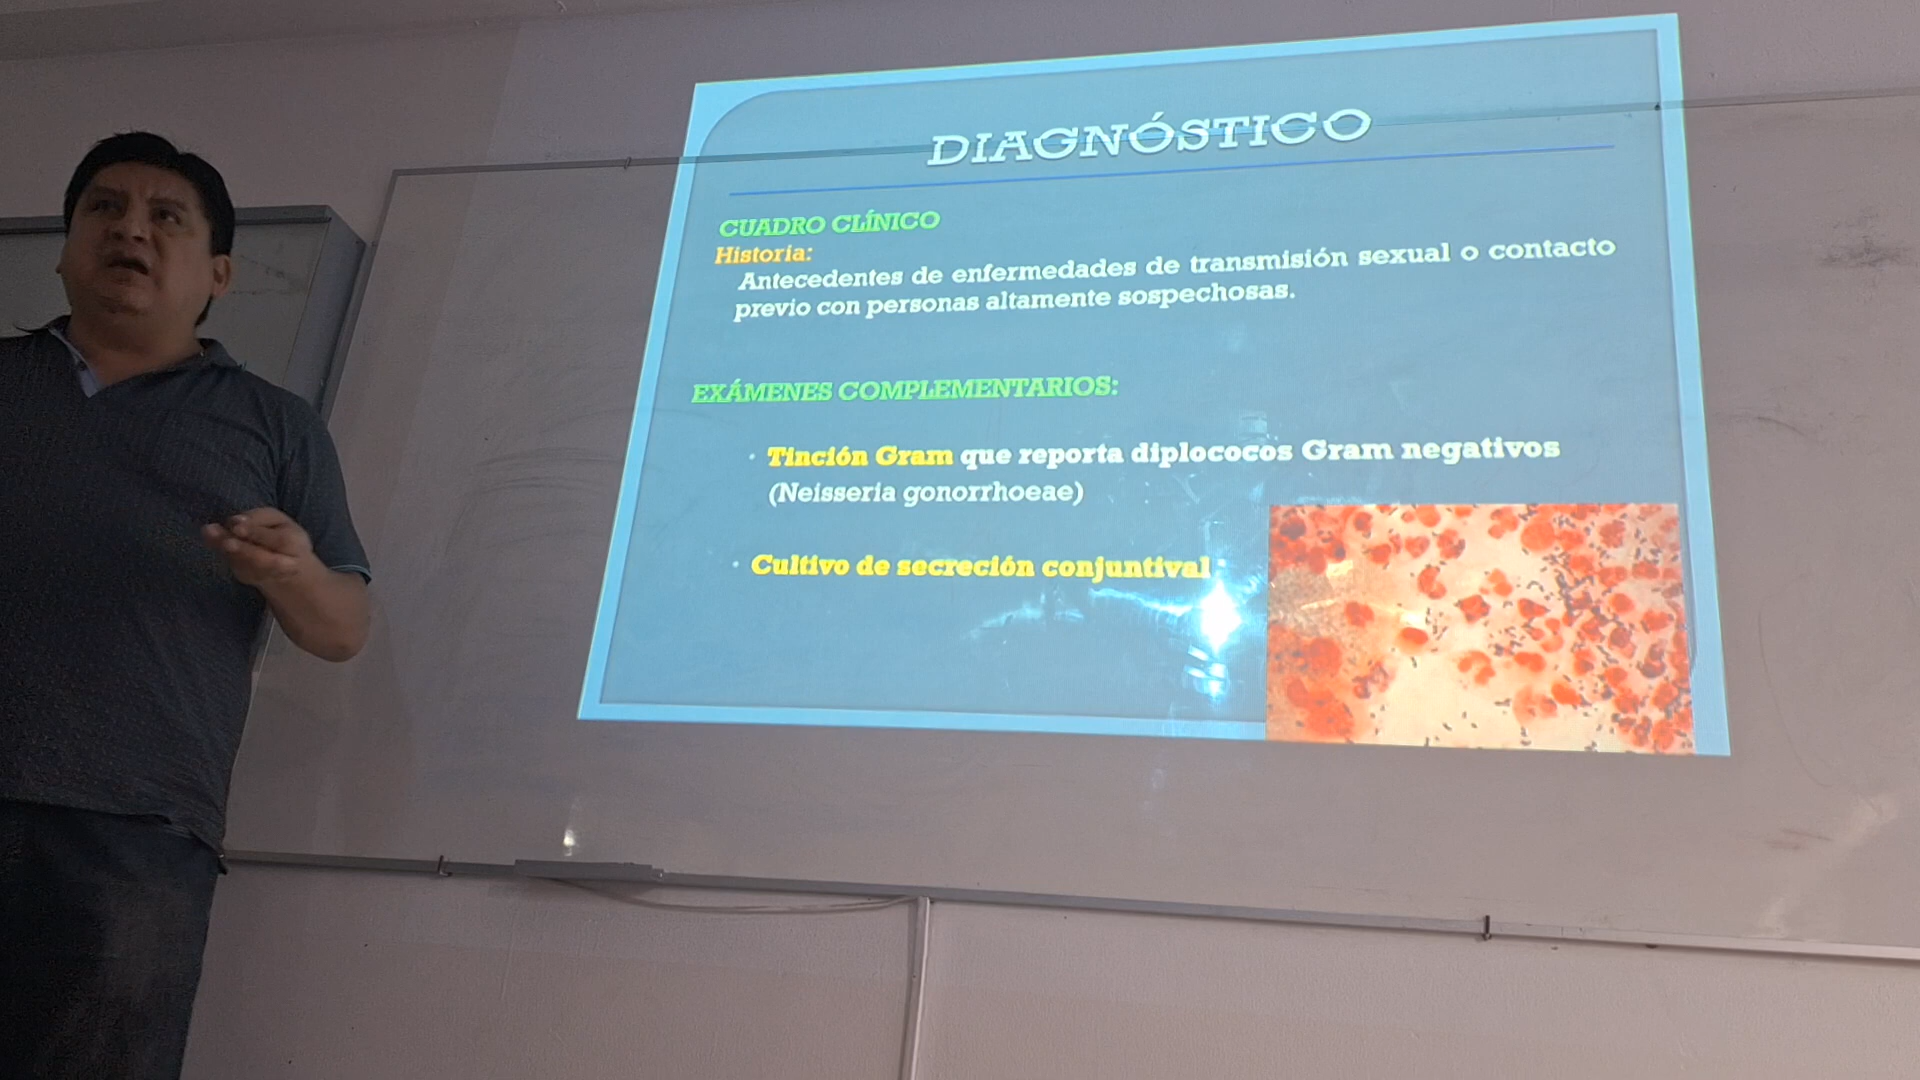 DIAGNÓSTICO
CUADRO CLÍNICO
Historia:
Antecedentes de enfermedades de transmisión sexual o contacto
previo con personas altamente sospechosas.
EXÁMENES COMPLEMENTARIOS:
• Tinción Gram que reporta diplococos Gram negativos
(Neisseria gonorrhoeae)
• Cultivo de secreción conjuntival